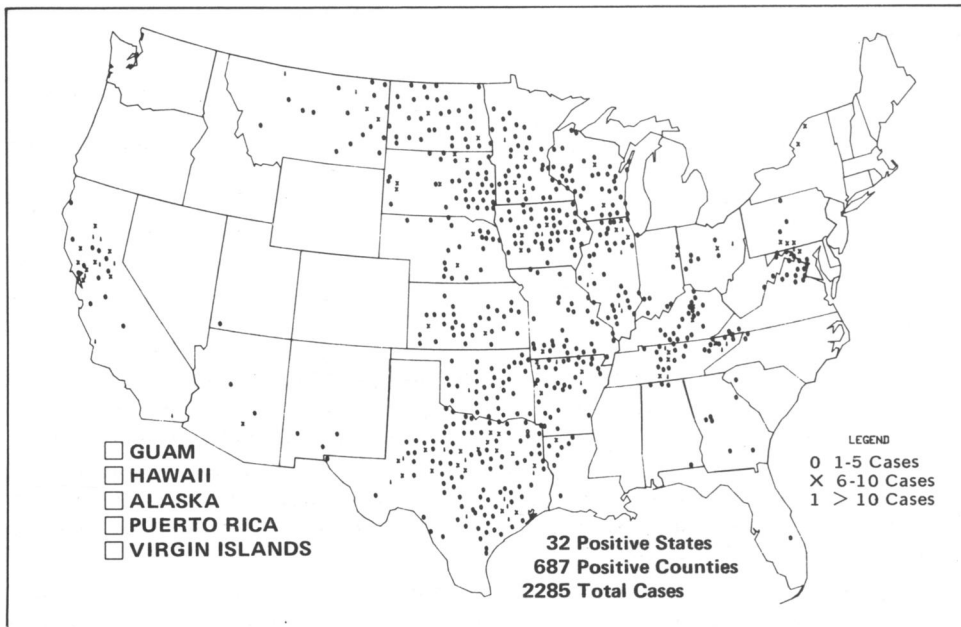 ☐ GUAM
☐ HAWAII
☐ ALASKA
☐ PUERTO RICA
☐ VIRGIN ISLANDS
32 Positive States
687 Positive Counties
2285 Total Cases
LEGEND
0 1-5 Cases
X 6-10 Cases
1 > 10 Cases